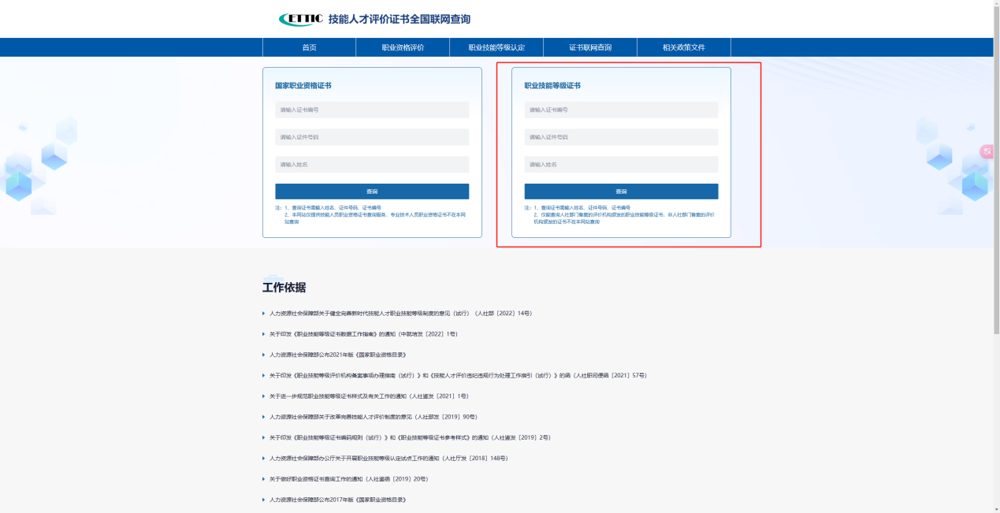 CETTIC 技能人才评价证书全国联网查询
首页 职业资格评价 职业技能等级认定 证书联网查询 相关政策文件
国家职业资格证书
请输入证书编号
请输入证件号码
请输入姓名
查询
注：1、查询证书需输入姓名、证件号码、证书编号
2、本网站仅提供技能人员职业资格证书查询服务，专业技术人员职业资格证书不在本网
站查询
职业技能等级证书
请输入证书编号
请输入证件号码
请输入姓名
查询
注：1、查询证书需输入姓名、证件号码、证书编号
2、仅能查询人社部门备案的评价机构颁发的职业技能等级证书，非人社部门备案的评价
机构颁发的证书不在本网站查询
工作依据
人力资源社会保障部关于健全完善新时代技能人才职业技能等级制度的意见（试行）（人社部〔2022〕14号）
关于印发《职业技能等级证书数据工作指南》的通知（中就培发〔2022〕1号）
人力资源社会保障部公布2021年版《国家职业资格目录》
关于印发《职业技能等级评价机构备案事项办理指南（试行）》和《技能人才评价违纪违规行为处理工作指引（试行）》的函（人社职司便函〔2021〕57号）
关于进一步规范职业技能等级证书样式及有关工作的通知（人社鉴发〔2021〕1号）
人力资源社会保障部关于改革完善技能人才评价制度的意见（人社部发〔2019〕90号）
关于印发《职业技能等级证书编码规则（试行）》和《职业技能等级证书参考样式》的通知（人社鉴发〔2019〕2号）
人力资源社会保障部办公厅关于开展职业技能等级认定试点工作的通知（人社厅发〔2018〕148号）
关于做好职业资格证书查询工作的通知（人社鉴函〔2019〕20号）
人力资源社会保障部公布2017年版《国家职业资格目录》